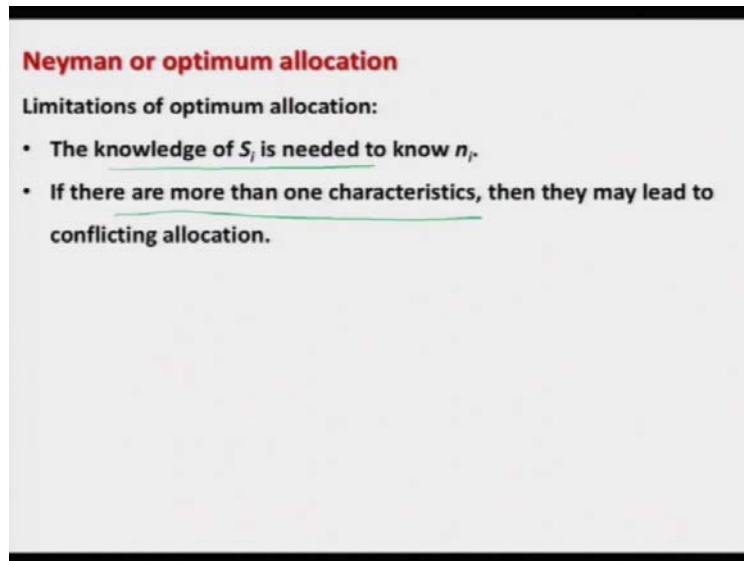 Neyman or optimum allocation
Limitations of optimum allocation:
• The knowledge of Si is needed to know ni.
• If there are more than one characteristics, then they may lead to
conflicting allocation.